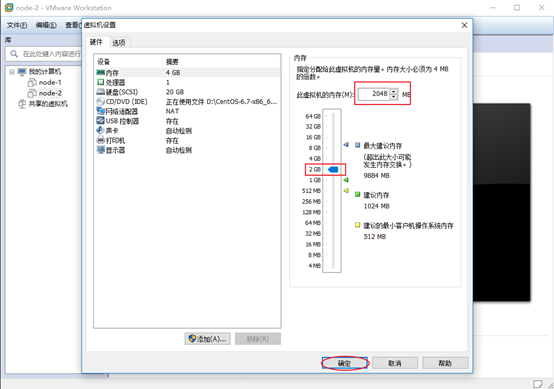 node-2 - VMware Workstation
文件(F) 编辑(E) 查看(
库
在此处键入内容进行
我的计算机
node-1
node-2
共享的虚拟机
虚拟机设置
硬件 选项
设备 摘要
内存 4 GB
处理器 1
硬盘(SCSI) 20 GB
CD/DVD (IDE) 正在使用文件 D:\CentOS-6.7-x86_6...
网络适配器 NAT
USB 控制器 存在
声卡 自动检测
打印机 存在
显示器 自动检测
添加(A)... 移除(R)
内存
指定分配给此虚拟机的内存量。内存大小必须为 4 MB
的倍数。
此虚拟机的内存(M): 2048 MB
64 GB
32 GB
16 GB
8 GB
4 GB
2 GB
1 GB
512 MB
256 MB
128 MB
64 MB
32 MB
16 MB
8 MB
4 MB
最大建议内存
(超出此大小可能
发生内存交换。)
9884 MB
建议内存
1024 MB
建议的最小客户机操作系统内存
512 MB
确定 取消 帮助